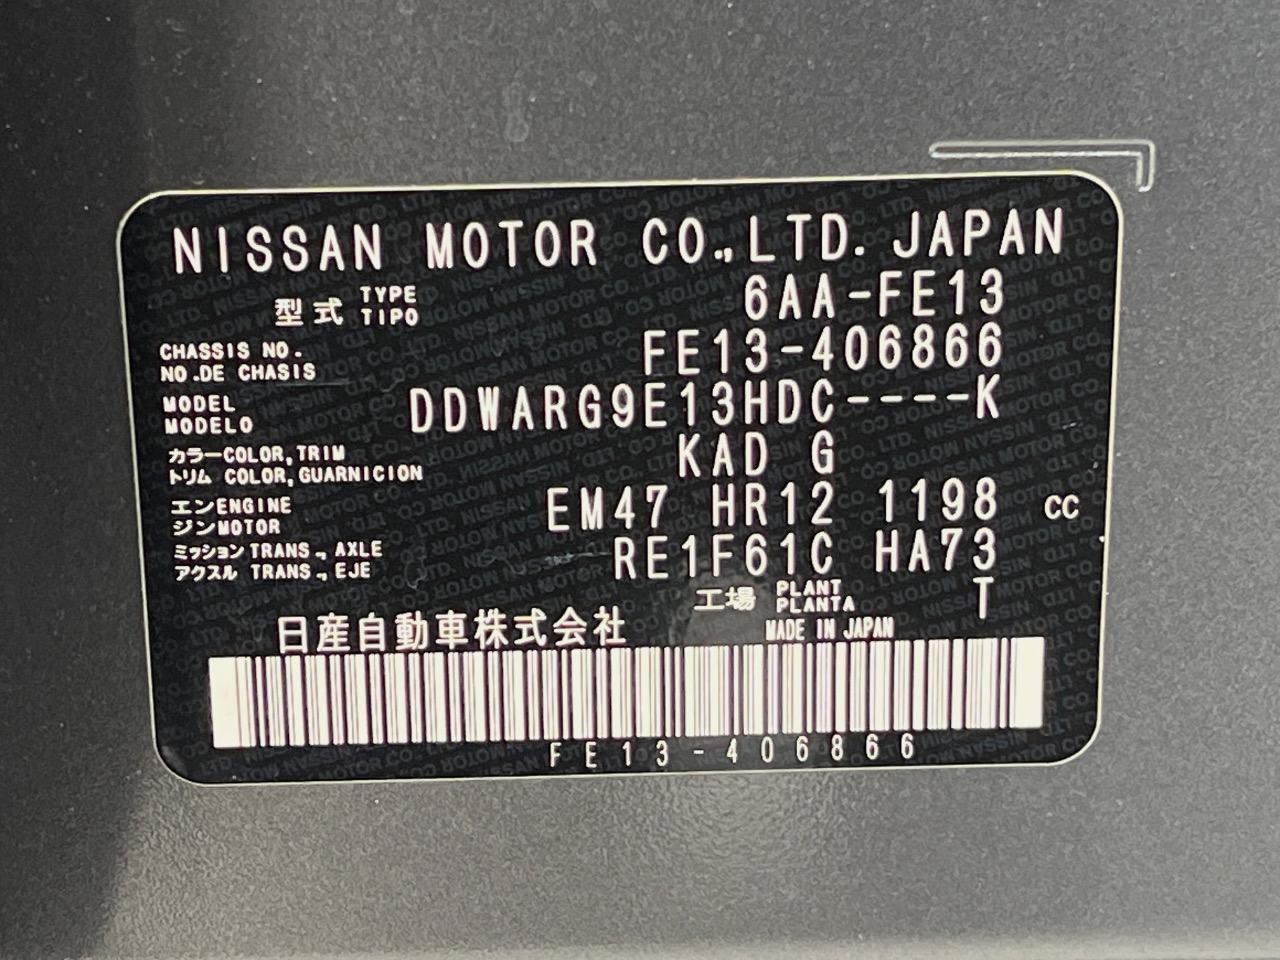 NISSAN MOTOR CO.,LTD. JAPAN
型式 TYPE TIPO 6AA-FE13
CHASSIS NO. NO.DE CHASIS FE13-406866
MODEL MODELO DDWARG9E13HDC----K
カラーCOLOR,TRIM
トリム COLOR,GUARNICION KAD G
エンENGINE
ジンMOTOR EM47 HR12 1198 cc
ミッション TRANS., AXLE
アクスル TRANS., EJE RE1F61C HA73
工場 PLANT PLANTA T
日産自動車株式会社 MADE IN JAPAN
FE13-406866